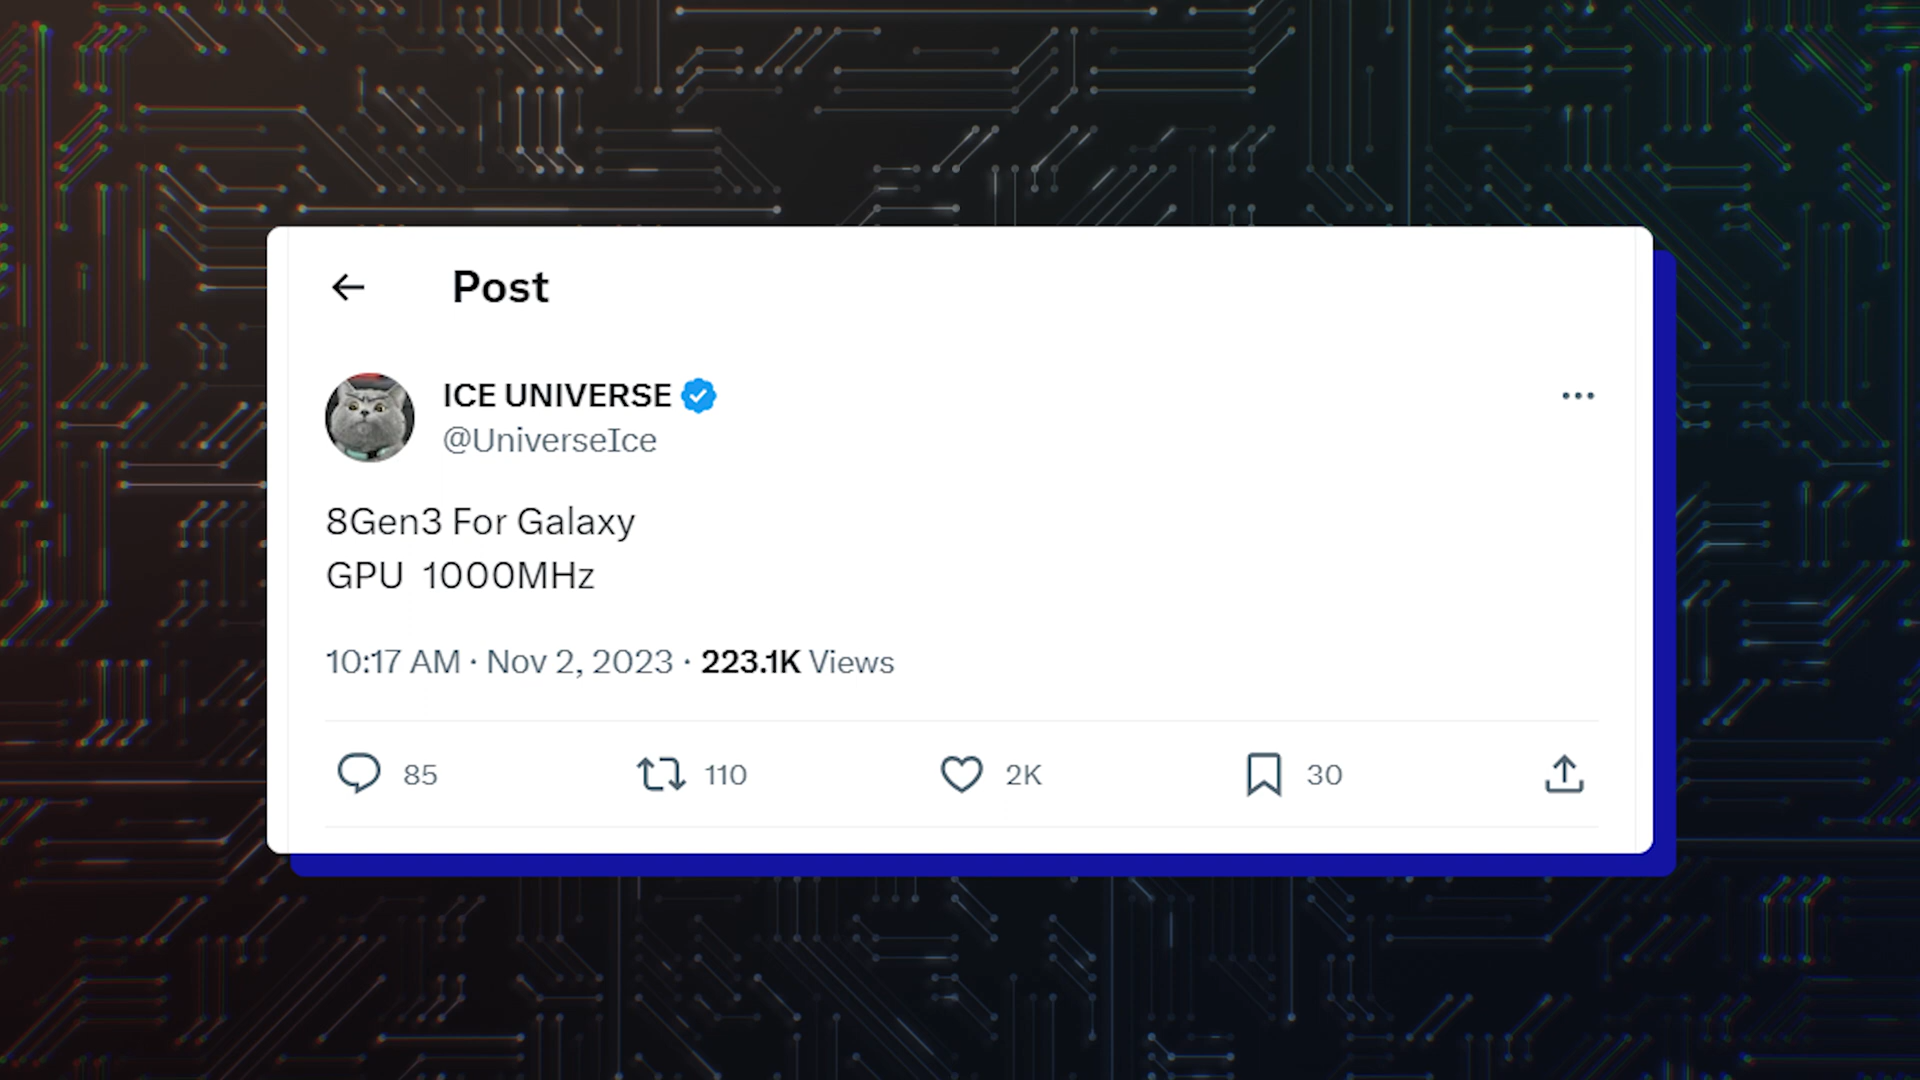 Post
ICE UNIVERSE
@UniverseIce
8Gen3 For Galaxy
GPU 1000MHz
10:17 AM · Nov 2, 2023 · 223.1K Views
85 110 2K 30